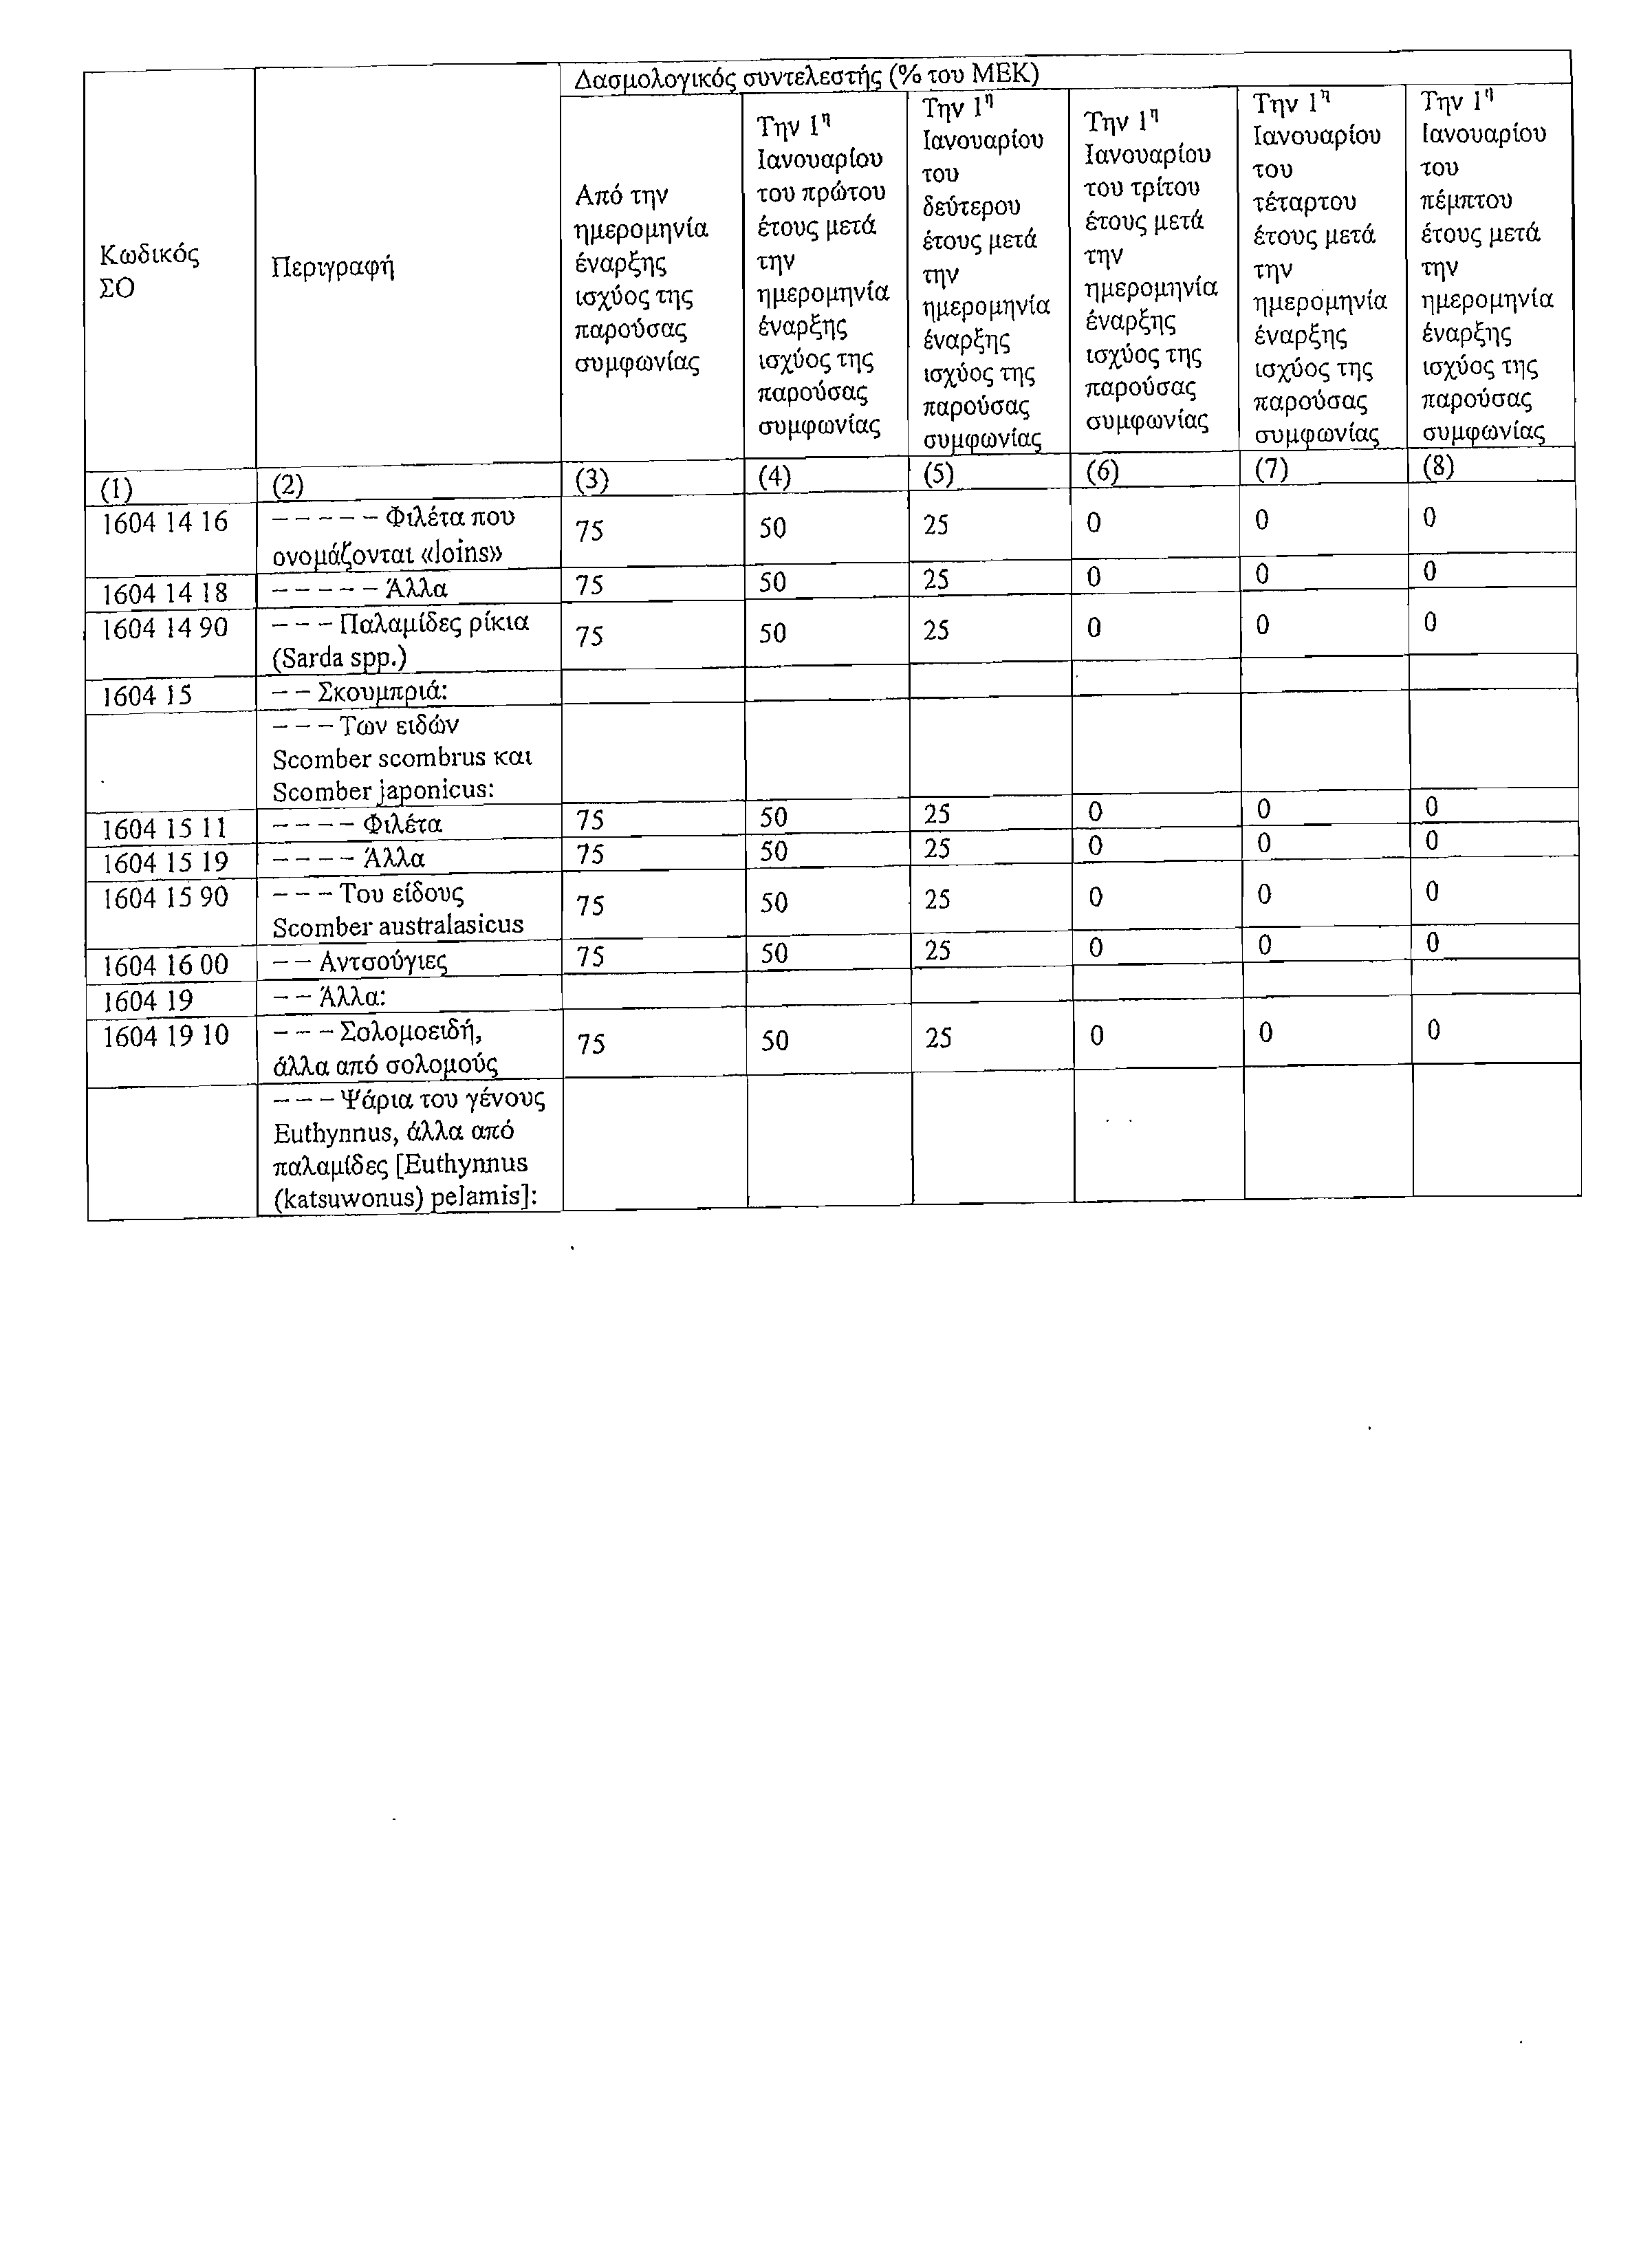 Δασμολογικός συντελεστής (% του ΜΕΚ)
Κωδικός
ΣΟ
Περιγραφή
Από την
ημερομηνία
έναρξης
ισχύος της
παρούσας
συμφωνίας
Την 1η
Ιανουαρίου
του πρώτου
έτους μετά
την
ημερομηνία
έναρξης
ισχύος της
παρούσας
συμφωνίας
Την 1η
Ιανουαρίου
του
δεύτερου
έτους μετά
την
ημερομηνία
έναρξης
ισχύος της
παρούσας
συμφωνίας
Την 1η
Ιανουαρίου
του τρίτου
έτους μετά
την
ημερομηνία
έναρξης
ισχύος της
παρούσας
συμφωνίας
Την 1η
Ιανουαρίου
του
τέταρτου
έτους μετά
την
ημερομηνία
έναρξης
ισχύος της
παρούσας
συμφωνίας
Την 1η
Ιανουαρίου
του
πέμπτου
έτους μετά
την
ημερομηνία
έναρξης
ισχύος της
παρούσας
συμφωνίας
(1) (2) (3) (4) (5) (6) (7) (8)
1604 14 16 – – – – – Φιλέτα που 75 50 25 0 0 0
ονομάζονται «loins»
1604 14 18 – – – – – Άλλα 75 50 25 0 0 0
1604 14 90 – – – Παλαμίδες ρίκια 75 50 25 0 0 0
(Sarda spp.)
1604 15 – – Σκουμπριά:
– – – Των ειδών
Scomber scombrus και
Scomber japonicus:
1604 15 11 – – – – Φιλέτα 75 50 25 0 0 0
1604 15 19 – – – – Άλλα 75 50 25 0 0 0
1604 15 90 – – – Του είδους 75 50 25 0 0 0
Scomber australasicus
1604 16 00 – – Αντσούγιες 75 50 25 0 0 0
1604 19 – – Άλλα:
1604 19 10 – – – Σολομοειδή, 75 50 25 0 0 0
άλλα από σολομούς
– – – Ψάρια του γένους
Euthynnus, άλλα από
παλαμίδες [Euthynnus
(katsuwonus) pelamis]: